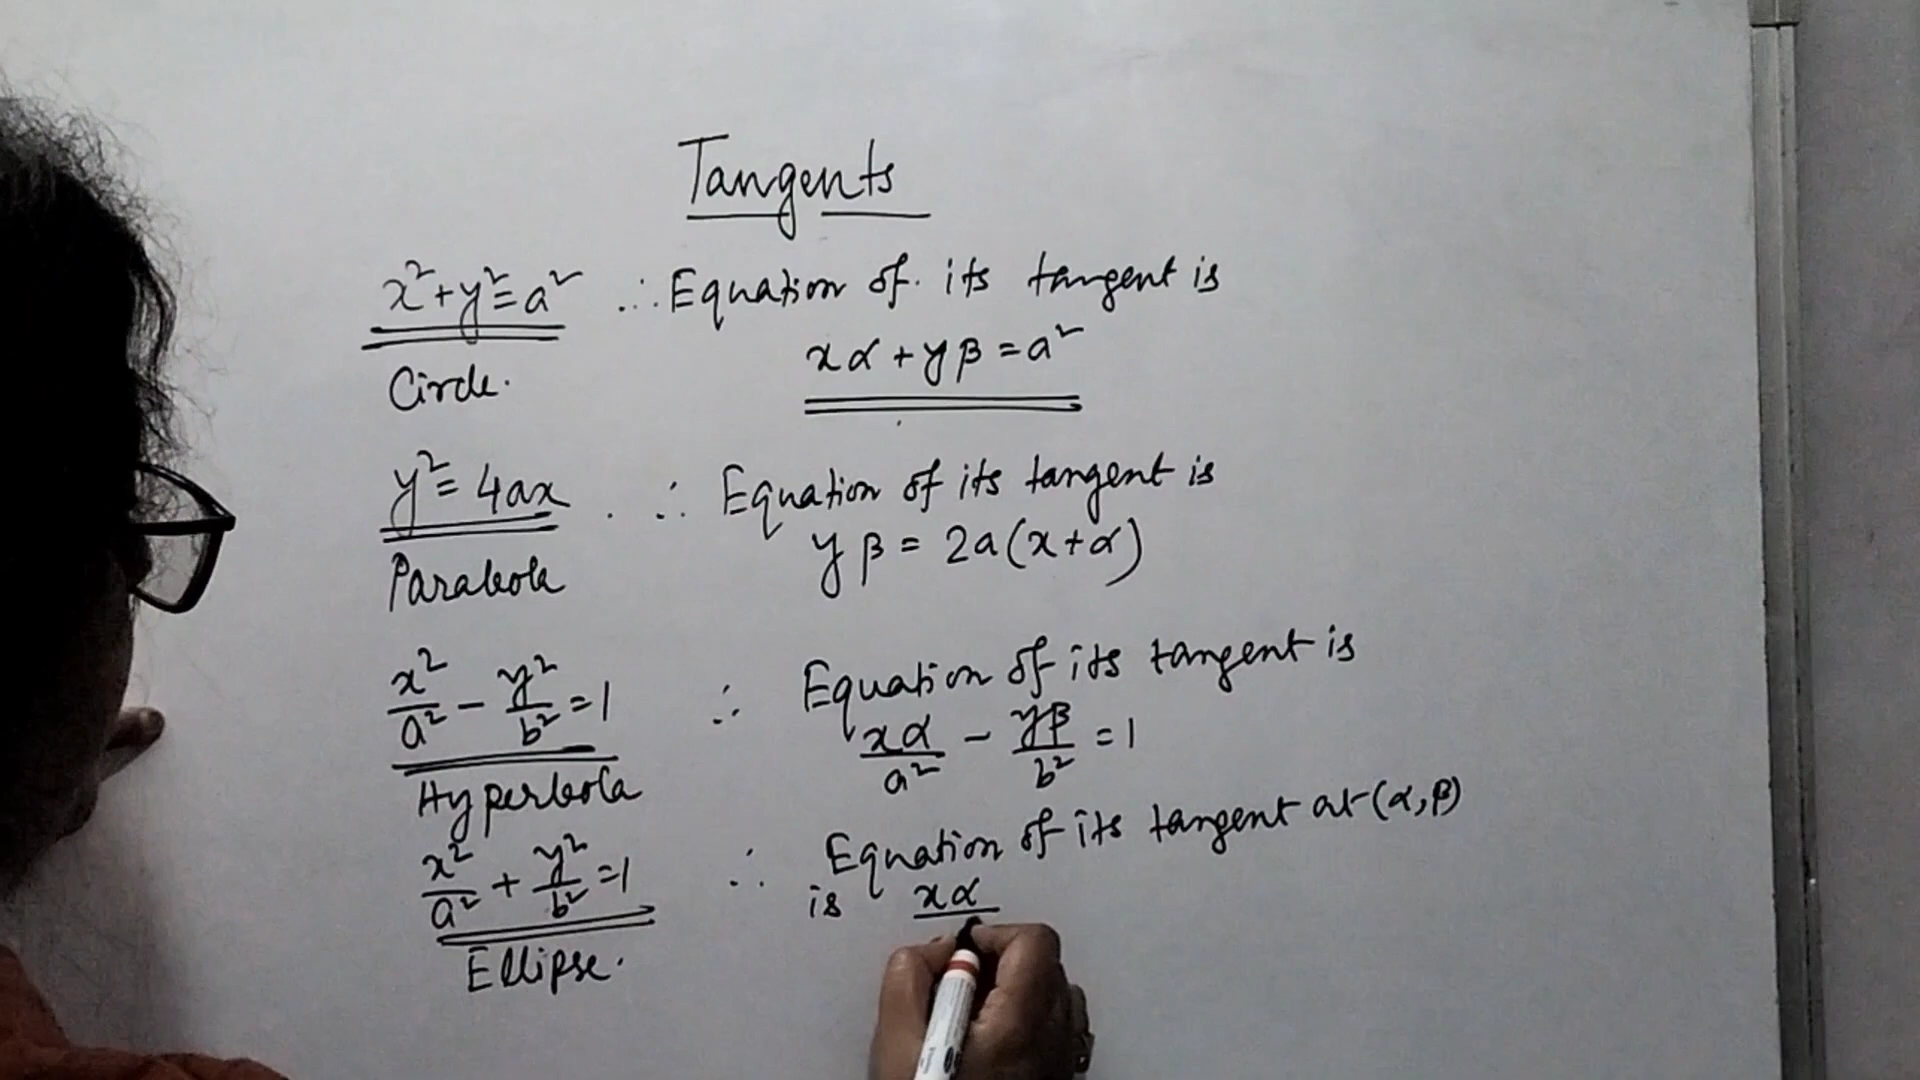 Tangents
x²+y²=a² ∴ Equation of its tangent is
xα + yβ = a²
Circle.
y² = 4ax . ∴ Equation of its tangent is
yβ = 2a(x+α)
Parabola
x²/a² - y²/b² = 1 ∴ Equation of its tangent is
xα/a² - yβ/b² = 1
Hyperbola
x²/a² + y²/b² = 1 ∴ Equation of its tangent at (α, β)
is xα
Ellipse.